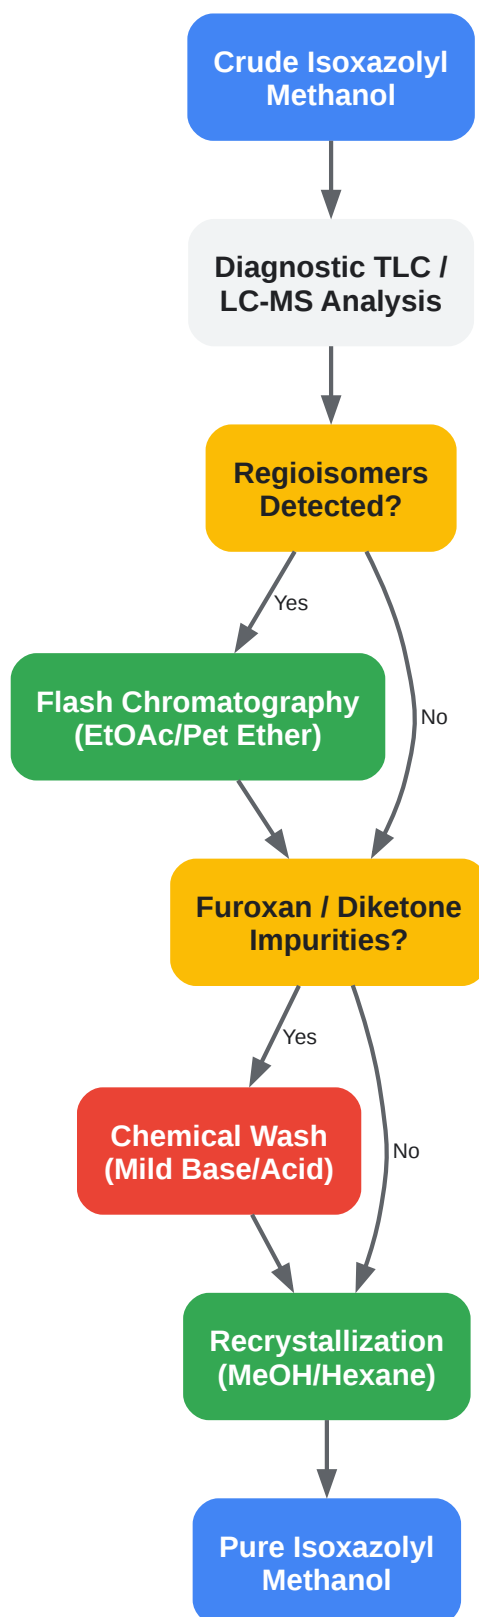 Crude Isoxazolyl
Methanol
Diagnostic TLC /
LC-MS Analysis
Regioisomers
Detected?
Yes
Flash Chromatography
(EtOAc/Pet Ether)
No
Furoxan / Diketone
Impurities?
Yes
Chemical Wash
(Mild Base/Acid)
No
Recrystallization
(MeOH/Hexane)
Pure Isoxazolyl
Methanol